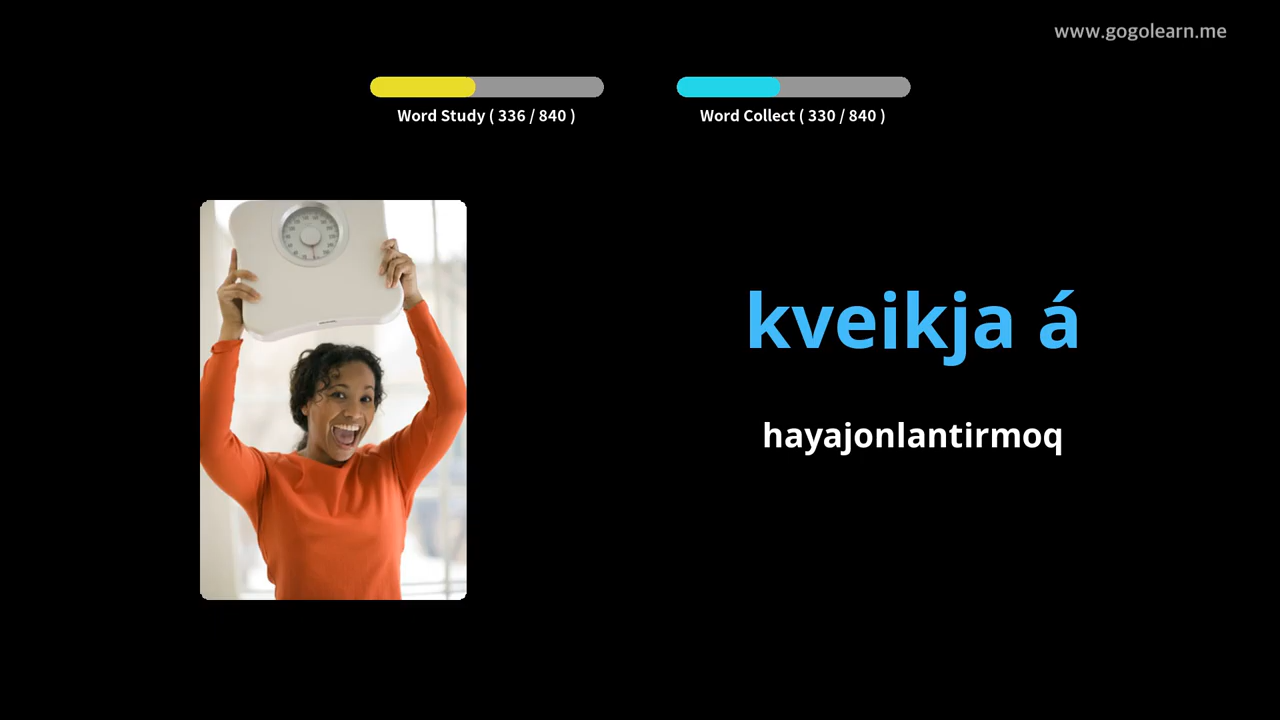 www.gogolearn.me
Word Study ( 336 / 840 )
Word Collect ( 330 / 840 )
kveikja á
hayajonlantirmoq